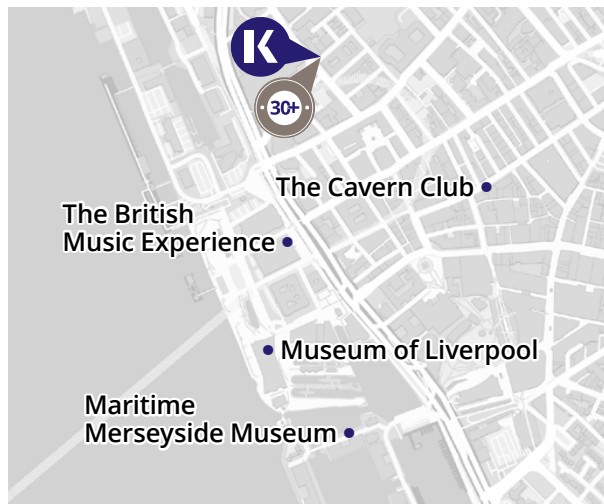 K
30+
The Cavern Club
The British
Music Experience
Museum of Liverpool
Maritime
Merseyside Museum